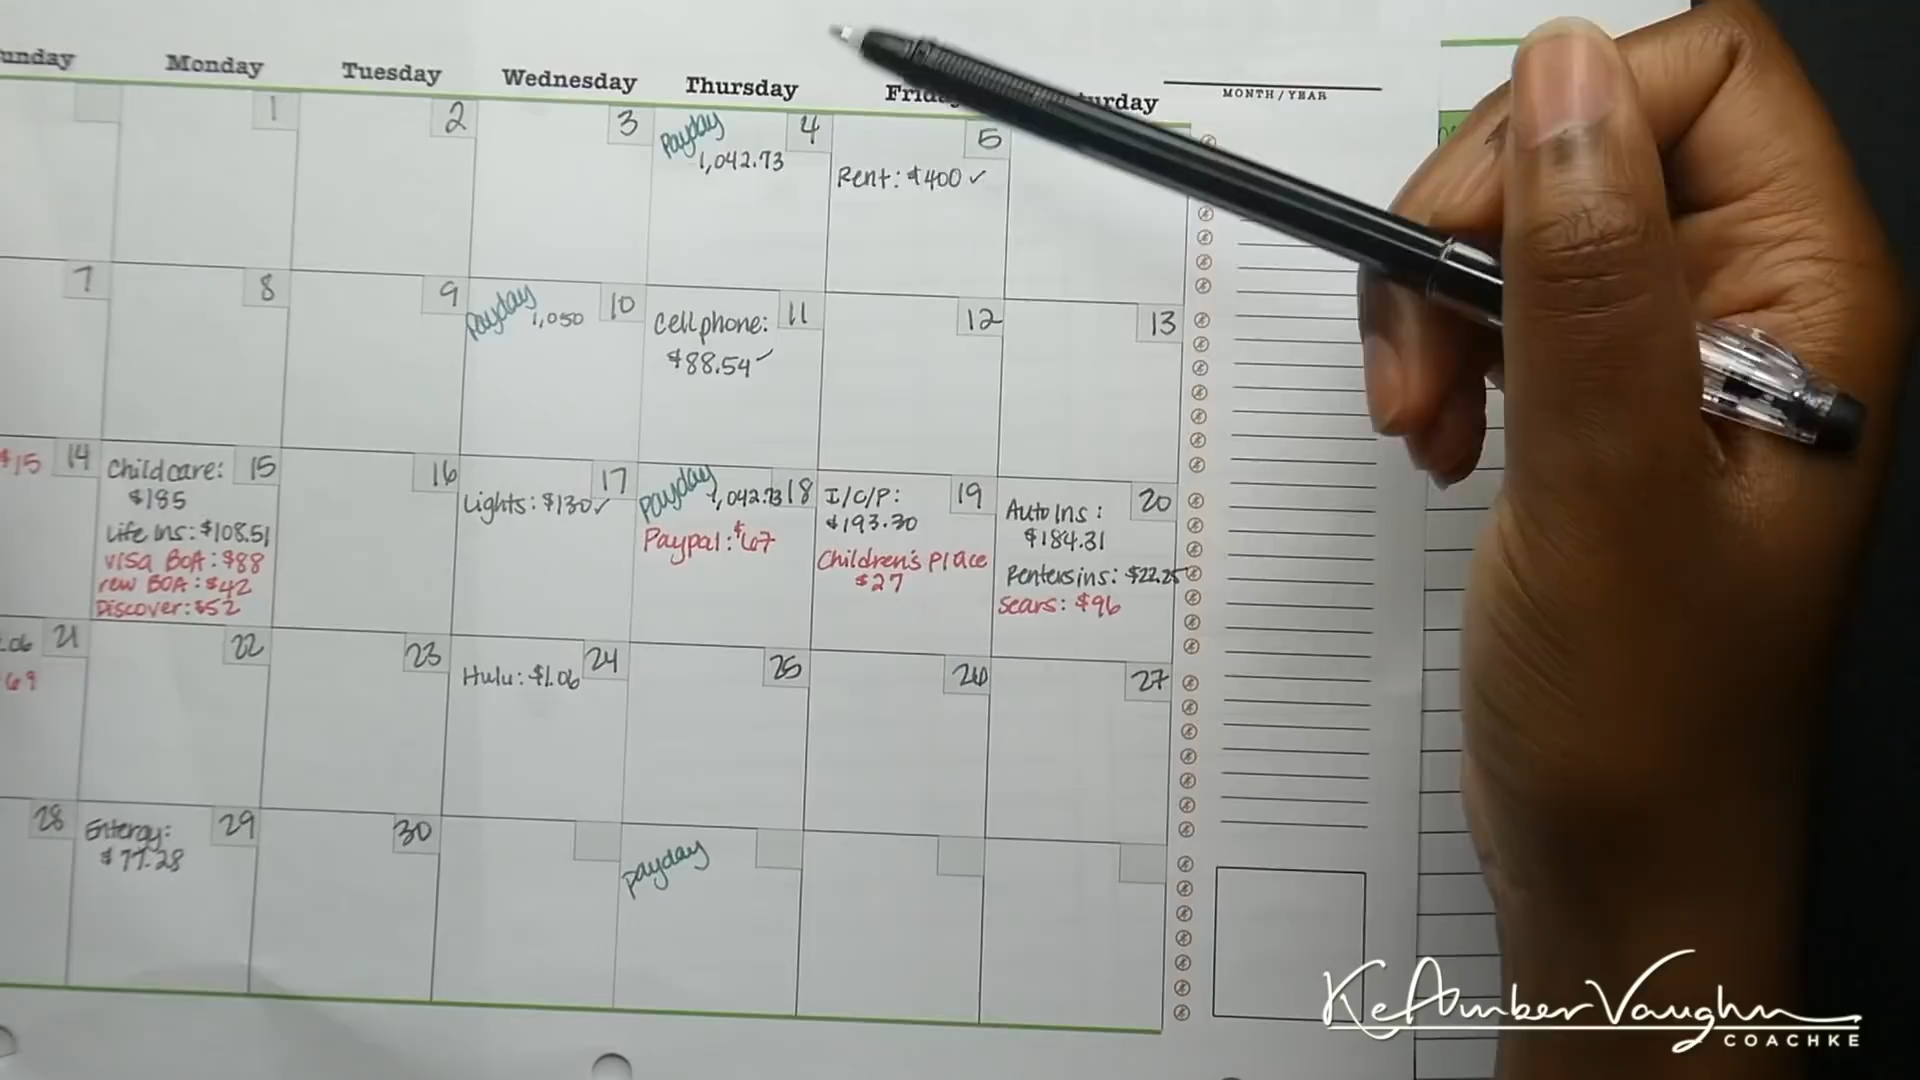 Monday Tuesday Wednesday Thursday
MONTH/YEAR
1 2 3 4 5
Payday
1,042.73
Rent: $400 ✓
7 8 9 10 11 12 13
Payday
1,050
Cellphone:
$88.54 ✓
$15 14 15 16 17 18 19 20
Childcare:
$185
Life Ins: $108.51
Visa BOA: $88
rew BOA: $42
Discover: $52
Lights: $130 ✓
Payday
1,042.73
Paypal: $67
I/C/P:
$193.30
Children's Place
$27
Auto Ins:
$184.31
Renters ins: $22.25
Sears: $96
21 22 23 24 25 26 27
Hulu: $1.06
28 29 30
Entergy:
$77.28
payday
KeAmber Vaughn
COACHKE